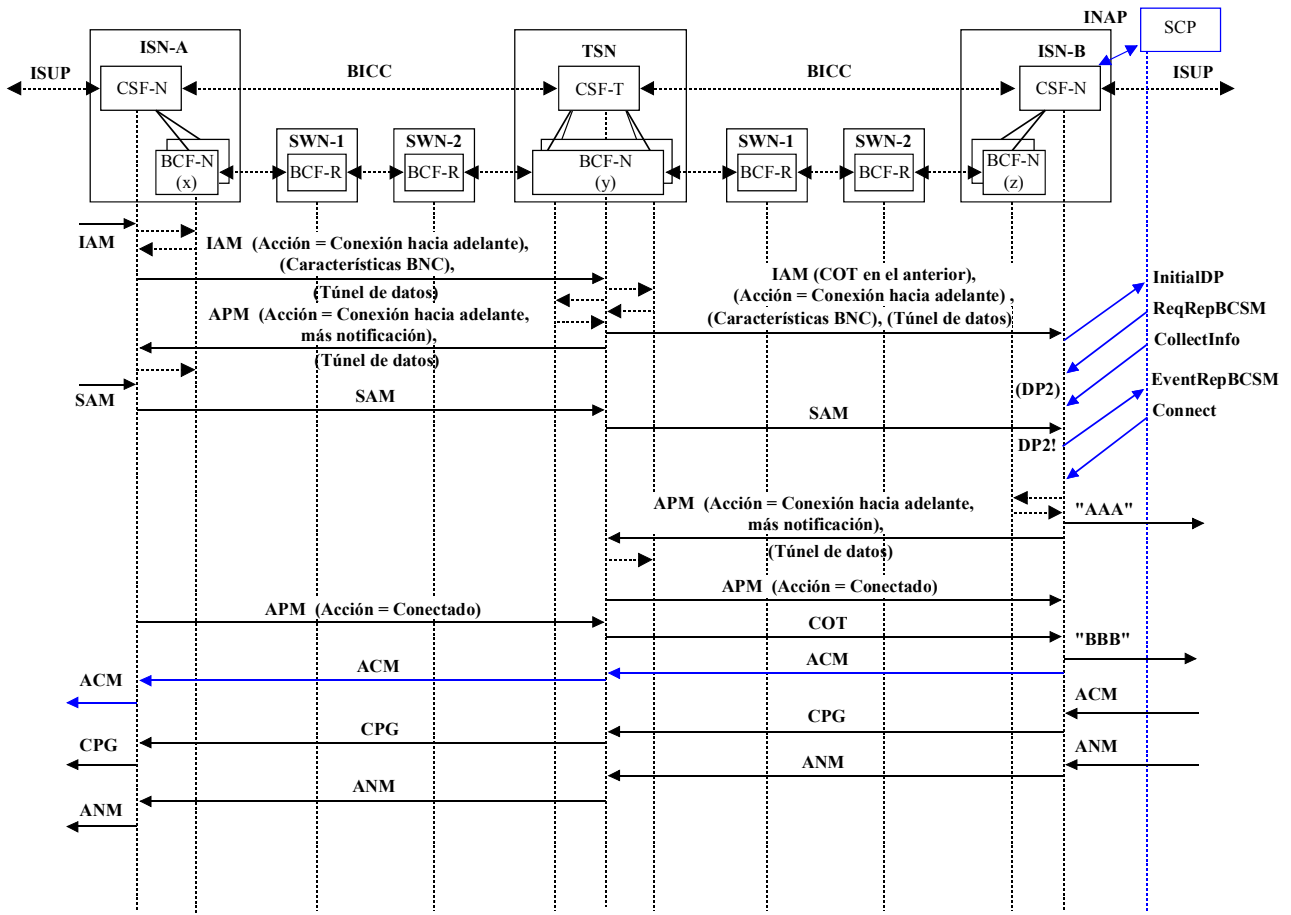 INAP
SCP
ISN-A
TSN
ISN-B
ISUP
CSF-N
BICC
CSF-T
BICC
CSF-N
ISUP
SWN-1
SWN-2
SWN-1
SWN-2
BCF-N
(x)
BCF-R
BCF-R
BCF-N
(y)
BCF-R
BCF-R
BCF-N
(z)
IAM
IAM (Acción = Conexión hacia adelante),
(Características BNC),
(Túnel de datos)
IAM (COT en el anterior),
(Acción = Conexión hacia adelante) ,
(Características BNC), (Túnel de datos)
InitialDP
ReqRepBCSM
CollectInfo
APM (Acción = Conexión hacia adelante,
más notificación),
(Túnel de datos)
(DP2)
EventRepBCSM
Connect
SAM
SAM
SAM
DP2!
APM (Acción = Conexión hacia adelante,
más notificación),
(Túnel de datos)
"AAA"
APM (Acción = Conectado)
APM (Acción = Conectado)
COT
"BBB"
ACM
ACM
ACM
ACM
CPG
CPG
CPG
ANM
ANM
ANM
ANM